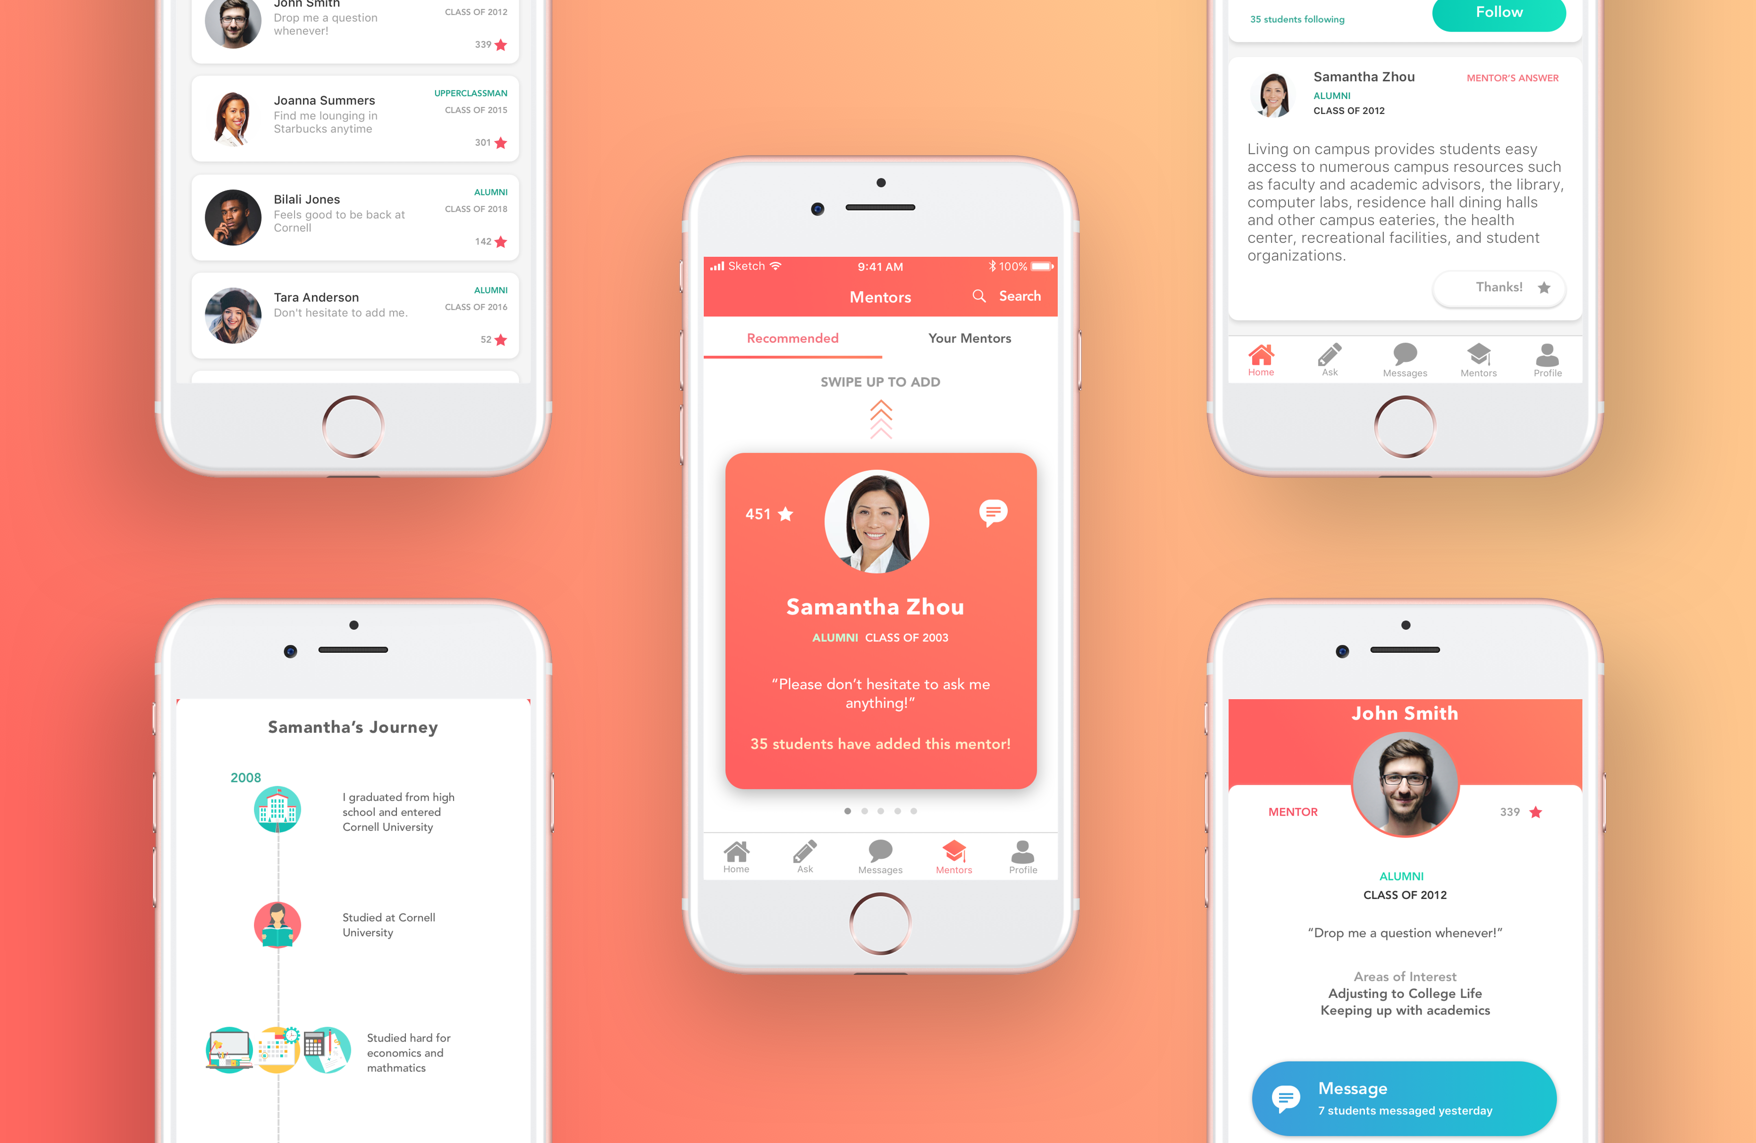 John Smith
Drop me a question
whenever!
CLASS OF 2012
339
Joanna Summers
Find me lounging in
Starbucks anytime
UPPERCLASSMAN
CLASS OF 2015
301
Bilali Jones
Feels good to be back at
Cornell
ALUMNI
CLASS OF 2018
142
Tara Anderson
Don't hesitate to add me.
ALUMNI
CLASS OF 2016
52
Samantha's Journey
2008
I graduated from high
school and entered
Cornell University
Studied at Cornell
University
Studied hard for
economics and
mathmatics
Sketch
9:41 AM
100%
Mentors
Search
Recommended
Your Mentors
SWIPE UP TO ADD
451
Samantha Zhou
ALUMNI CLASS OF 2003
“Please don’t hesitate to ask me
anything!”
35 students have added this mentor!
Home
Ask
Messages
Mentors
Profile
35 students following
Follow
Samantha Zhou
MENTOR'S ANSWER
ALUMNI
CLASS OF 2012
Living on campus provides students easy
access to numerous campus resources such
as faculty and academic advisors, the library,
computer labs, residence hall dining halls
and other campus eateries, the health
center, recreational facilities, and student
organizations.
Thanks!
Home
Ask
Messages
Mentors
Profile
John Smith
MENTOR
339
ALUMNI
CLASS OF 2012
“Drop me a question whenever!”
Areas of Interest
Adjusting to College Life
Keeping up with academics
Message
7 students messaged yesterday